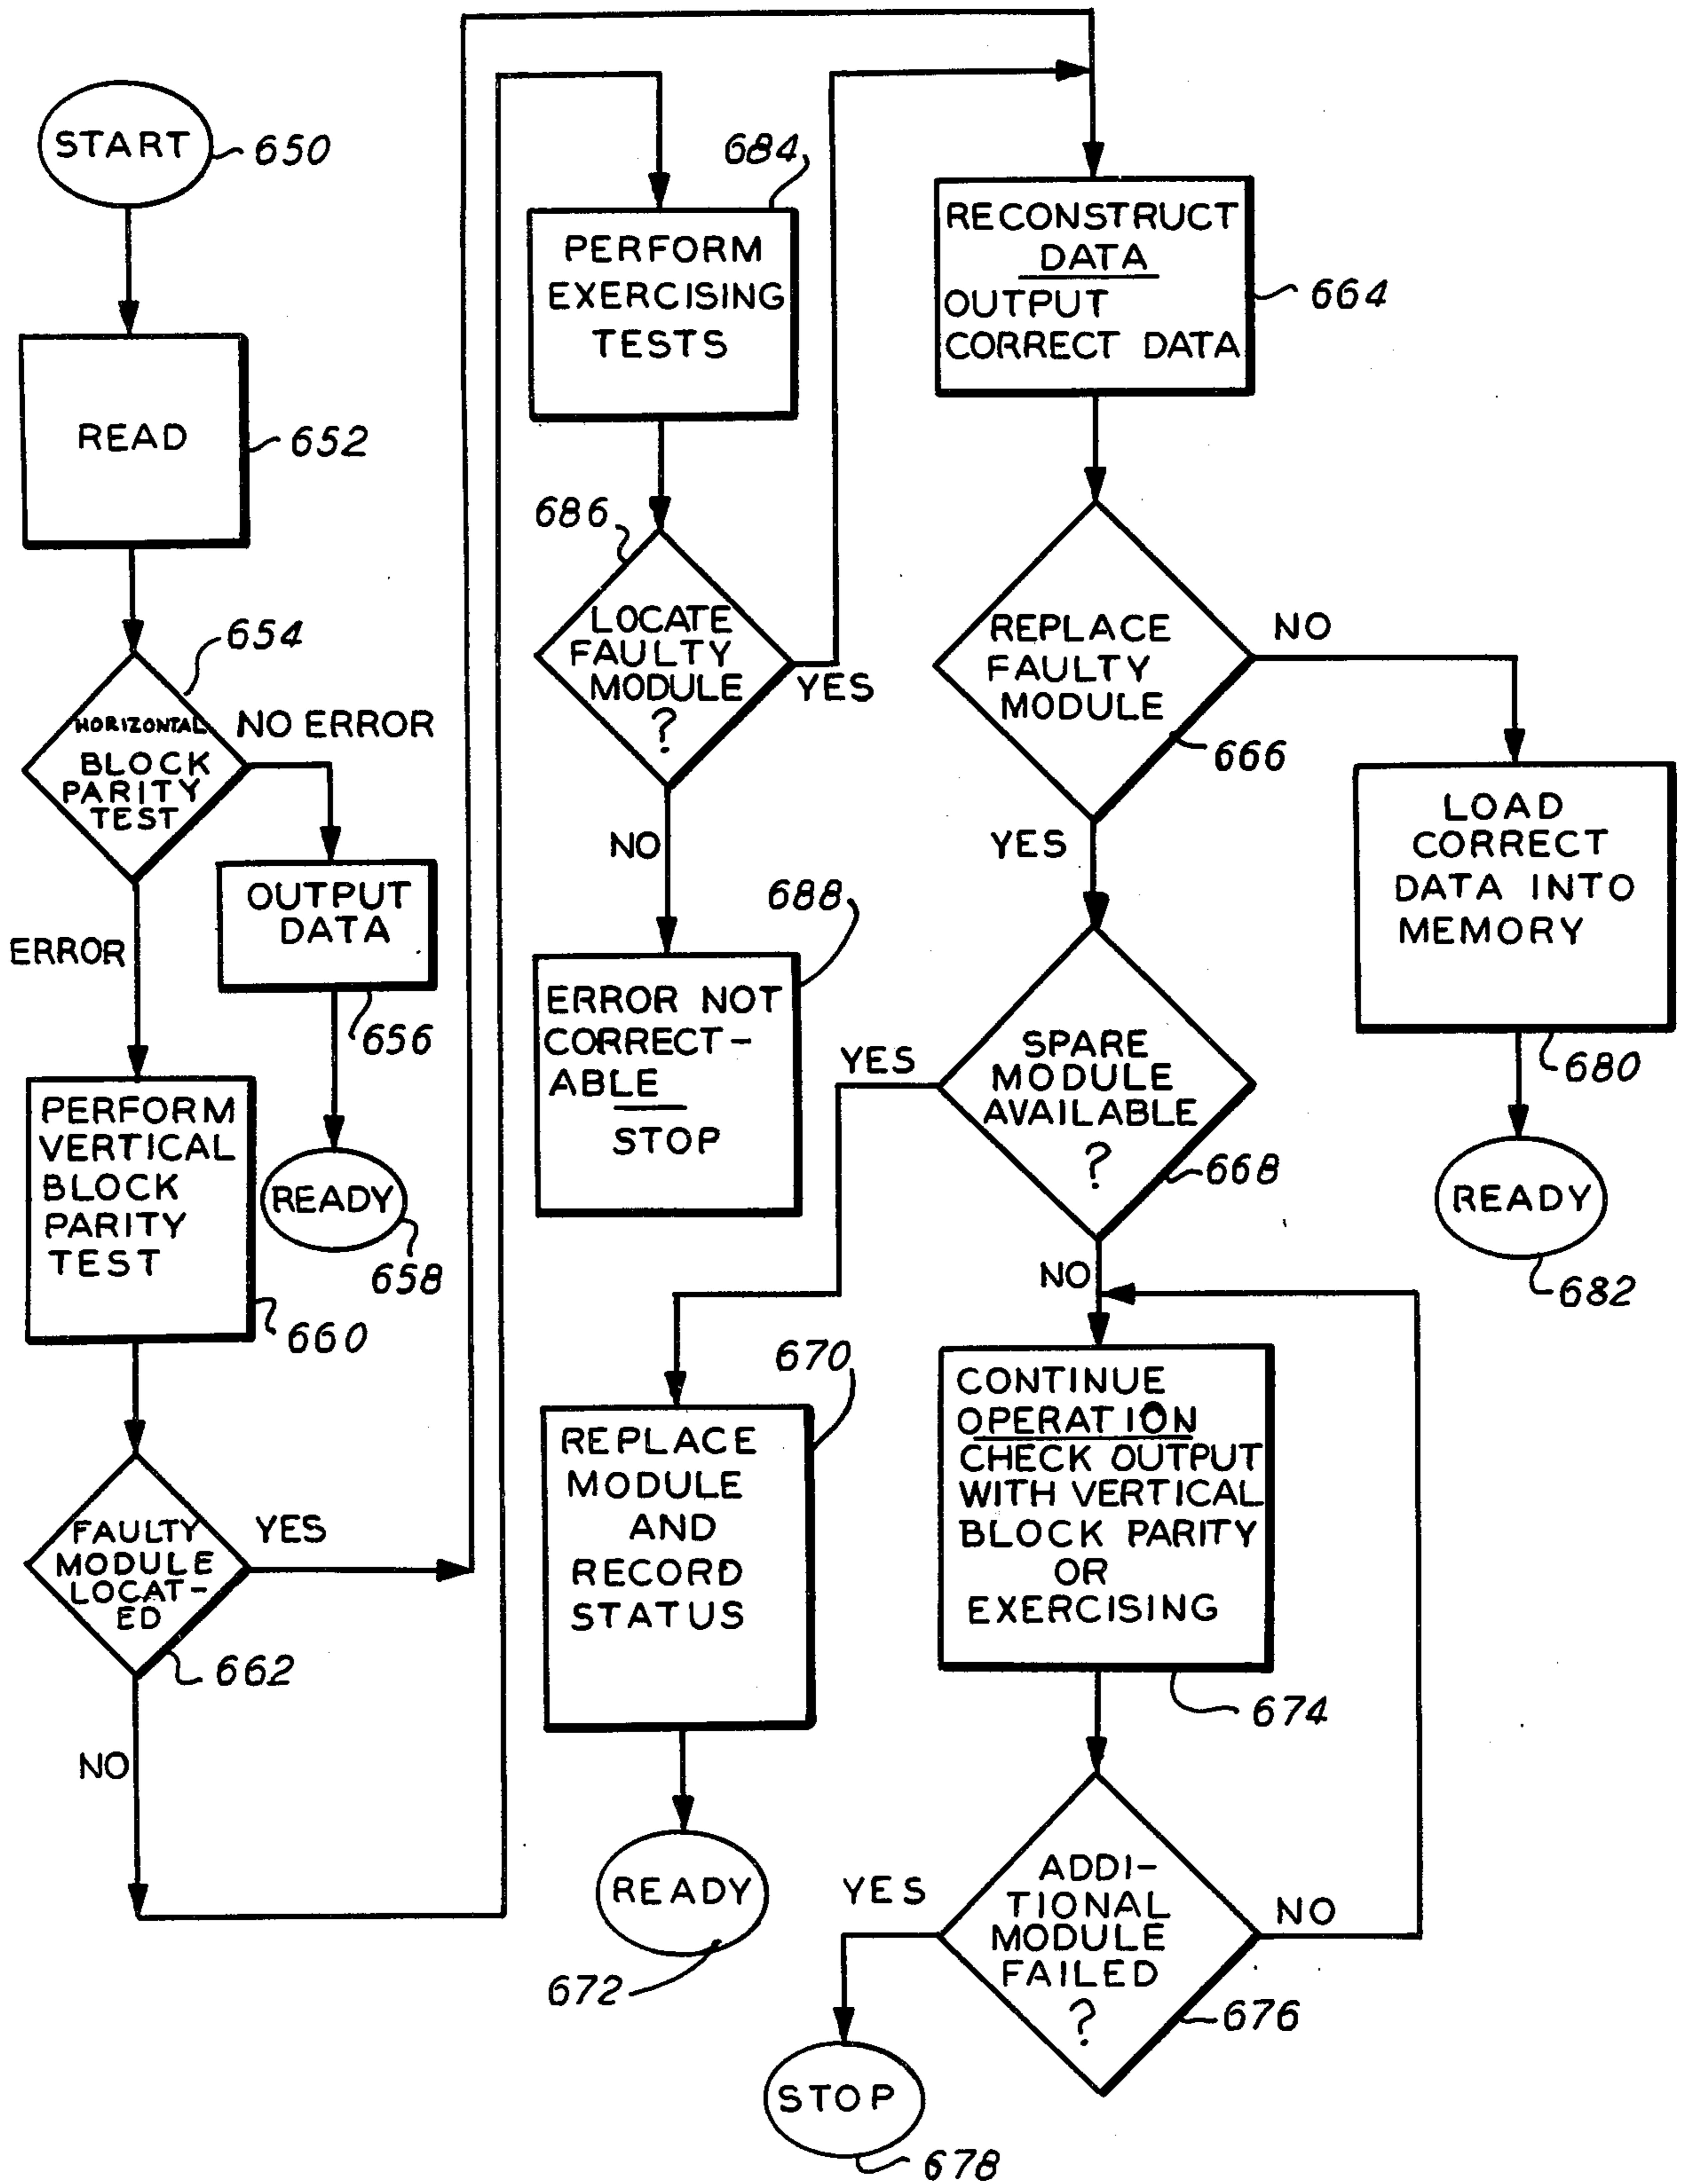 START
650
READ
652
654
HORIZONTAL
BLOCK
PARITY
TEST
NO ERROR
ERROR
OUTPUT
DATA
656
READY
658
PERFORM
VERTICAL
BLOCK
PARITY
TEST
660
FAULTY
MODULE
LOCAT-
ED
YES
662
NO
684
PERFORM
EXERCISING
TESTS
686
LOCATE
FAULTY
MODULE
?
YES
NO
688
ERROR NOT
CORRECT-
ABLE
STOP
RECONSTRUCT
DATA
OUTPUT
CORRECT DATA
664
REPLACE
FAULTY
MODULE
NO
666
YES
LOAD
CORRECT
DATA INTO
MEMORY
680
READY
682
SPARE
MODULE
AVAILABLE
?
YES
668
NO
670
REPLACE
MODULE
AND
RECORD
STATUS
READY
672
CONTINUE
OPERATION
CHECK OUTPUT
WITH VERTICAL
BLOCK PARITY
OR
EXERCISING
674
ADDI-
TIONAL
MODULE
FAILED
?
YES
NO
676
STOP
678